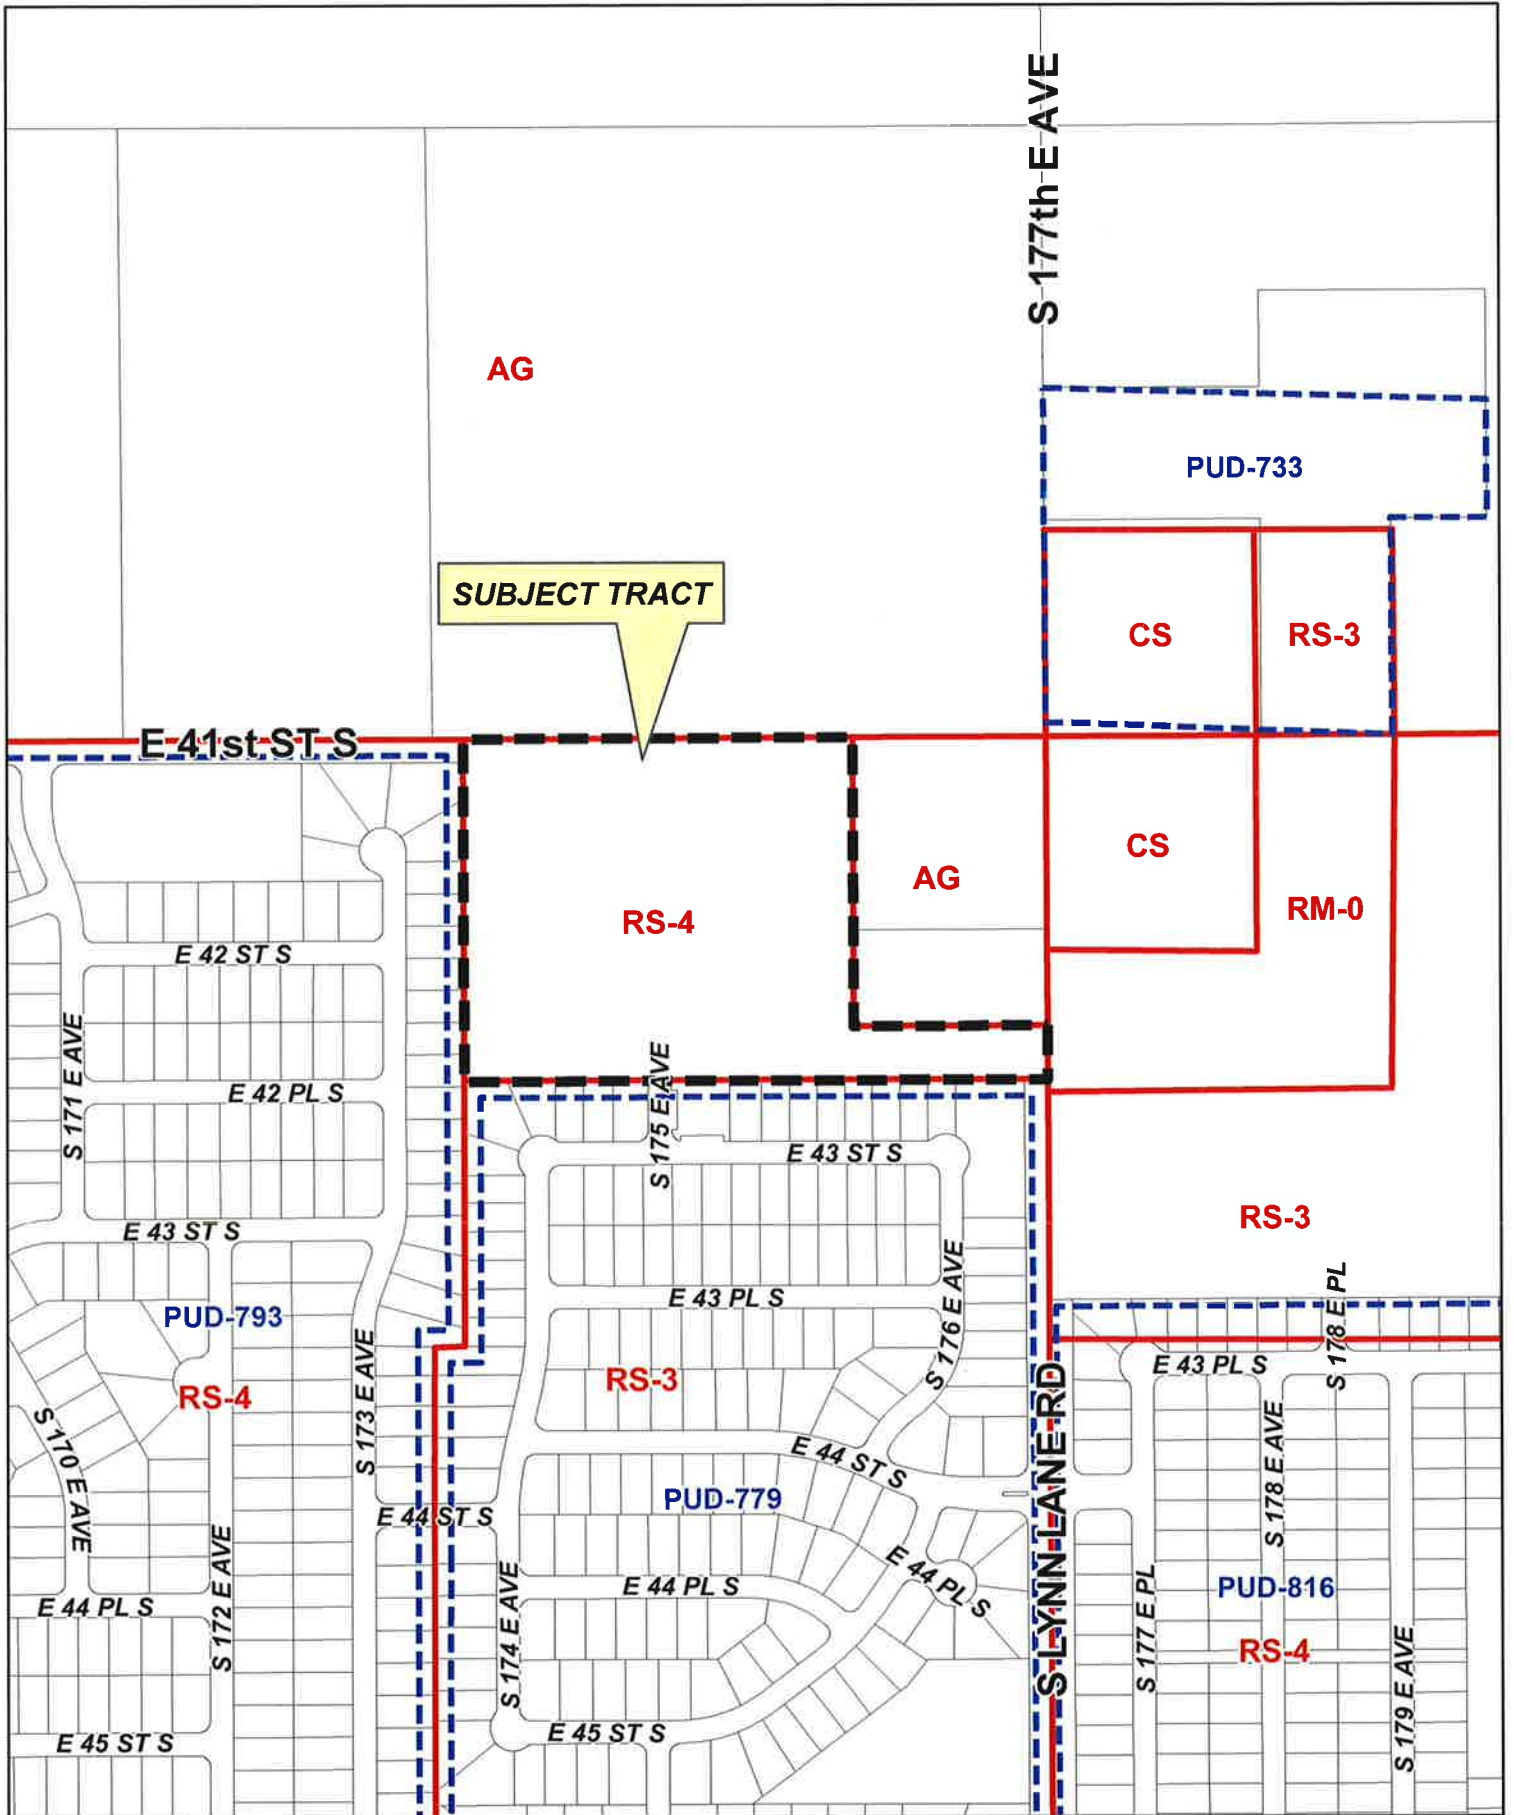 S 177th E AVE
AG
PUD-733
SUBJECT TRACT
CS
RS-3
E 41st ST S
CS
AG
RS-4
RM-0
E 42 ST S
S 171 E AVE
E 42 PL S
S 175 E AVE
E 43 ST S
E 43 ST S
RS-3
PUD-793
E 43 PL S
S 176 E AVE
S 178 E PL
E 43 PL S
RS-3
RS-4
S 173 E AVE
S 170 E AVE
E 44 ST S
PUD-779
E 44 ST S
S LYNN LANE RD
S 178 E AVE
E 44 PL S
E 44 PL S
PUD-816
E 44 PL S
S 172 E AVE
S 174 E AVE
S 177 E PL
RS-4
S 179 E AVE
E 45 ST S
E 45 ST S